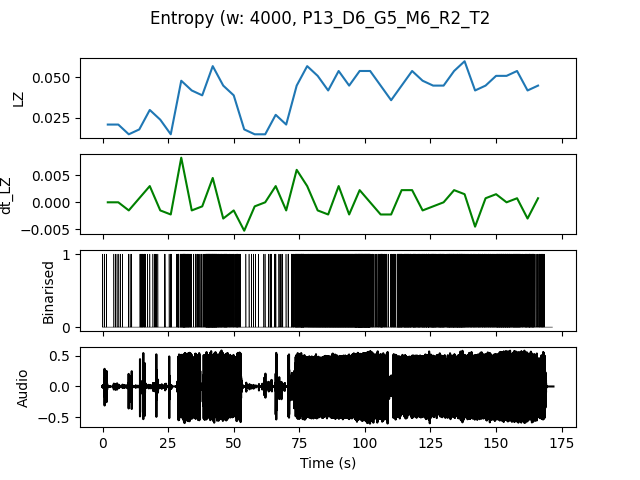 Entropy (w: 4000, P13_D6_G5_M6_R2_T2
0.050
0.025
LZ
0.005
0.000
−0.005
dt_LZ
1
0
Binarised
0.5
0.0
−0.5
Audio
0 25 50 75 100 125 150 175
Time (s)